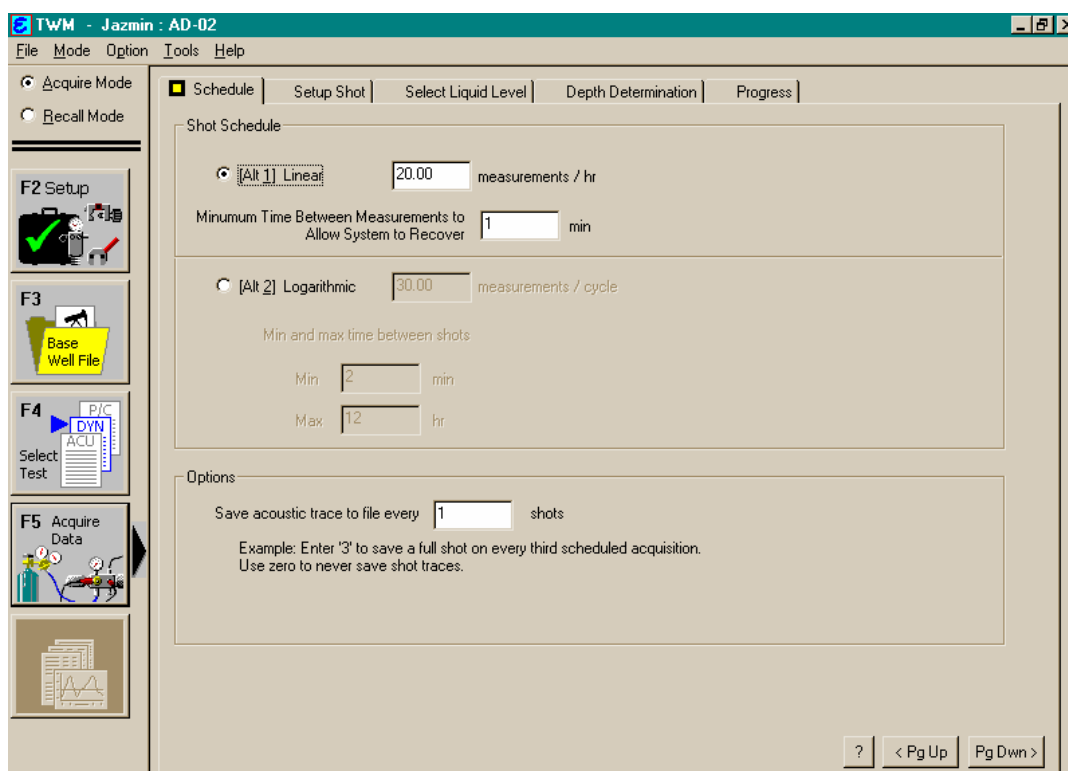 TWM - Jazmin : AD-02
File Mode Option Tools Help
Acquire Mode
Recall Mode
F2 Setup
F3
Base
Well File
F4
P/C
DYN
ACU
Select
Test
F5 Acquire
Data
Schedule Setup Shot Select Liquid Level Depth Determination Progress
Shot Schedule
[Alt 1] Linear 20.00 measurements / hr
Minumum Time Between Measurements to
Allow System to Recover 1 min
[Alt 2] Logarithmic 30.00 measurements / cycle
Min and max time between shots
Min 2 min
Max 12 hr
Options
Save acoustic trace to file every 1 shots
Example: Enter '3' to save a full shot on every third scheduled acquisition.
Use zero to never save shot traces.
? < Pg Up Pg Dwn >